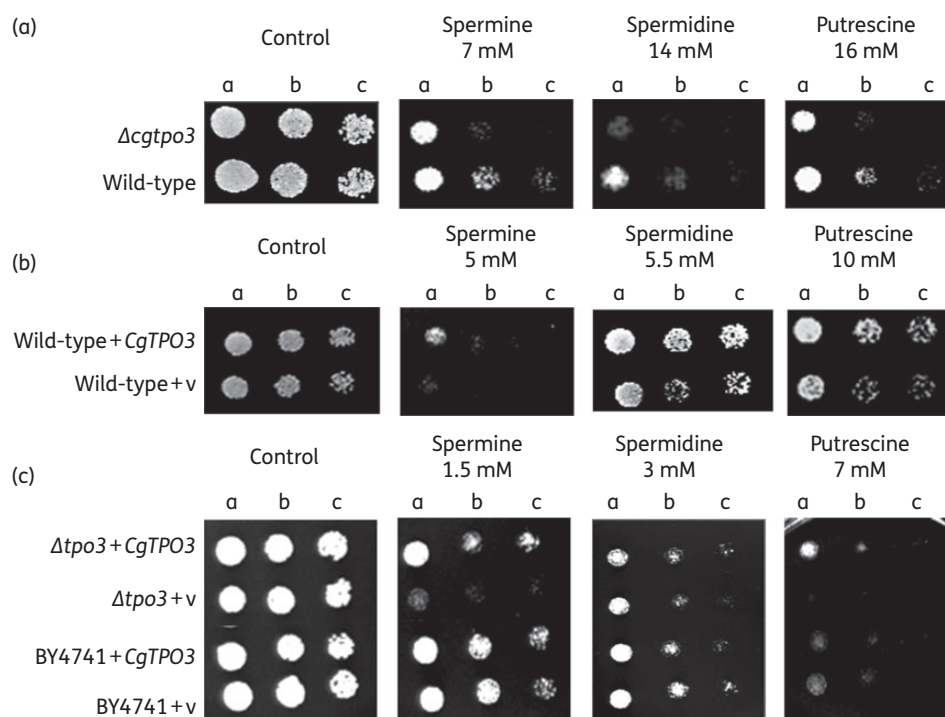 (a)
Control
Spermine
7 mM
Spermidine
14 mM
Putrescine
16 mM
a b c a b c a b c a b c
Δcgtpo3
Wild-type
(b)
Control
Spermine
5 mM
Spermidine
5.5 mM
Putrescine
10 mM
a b c a b c a b c a b c
Wild-type + CgTPO3
Wild-type + v
(c)
Control
Spermine
1.5 mM
Spermidine
3 mM
Putrescine
7 mM
a b c a b c a b c a b c
Δtpo3 + CgTPO3
Δtpo3 + v
BY4741 + CgTPO3
BY4741 + v